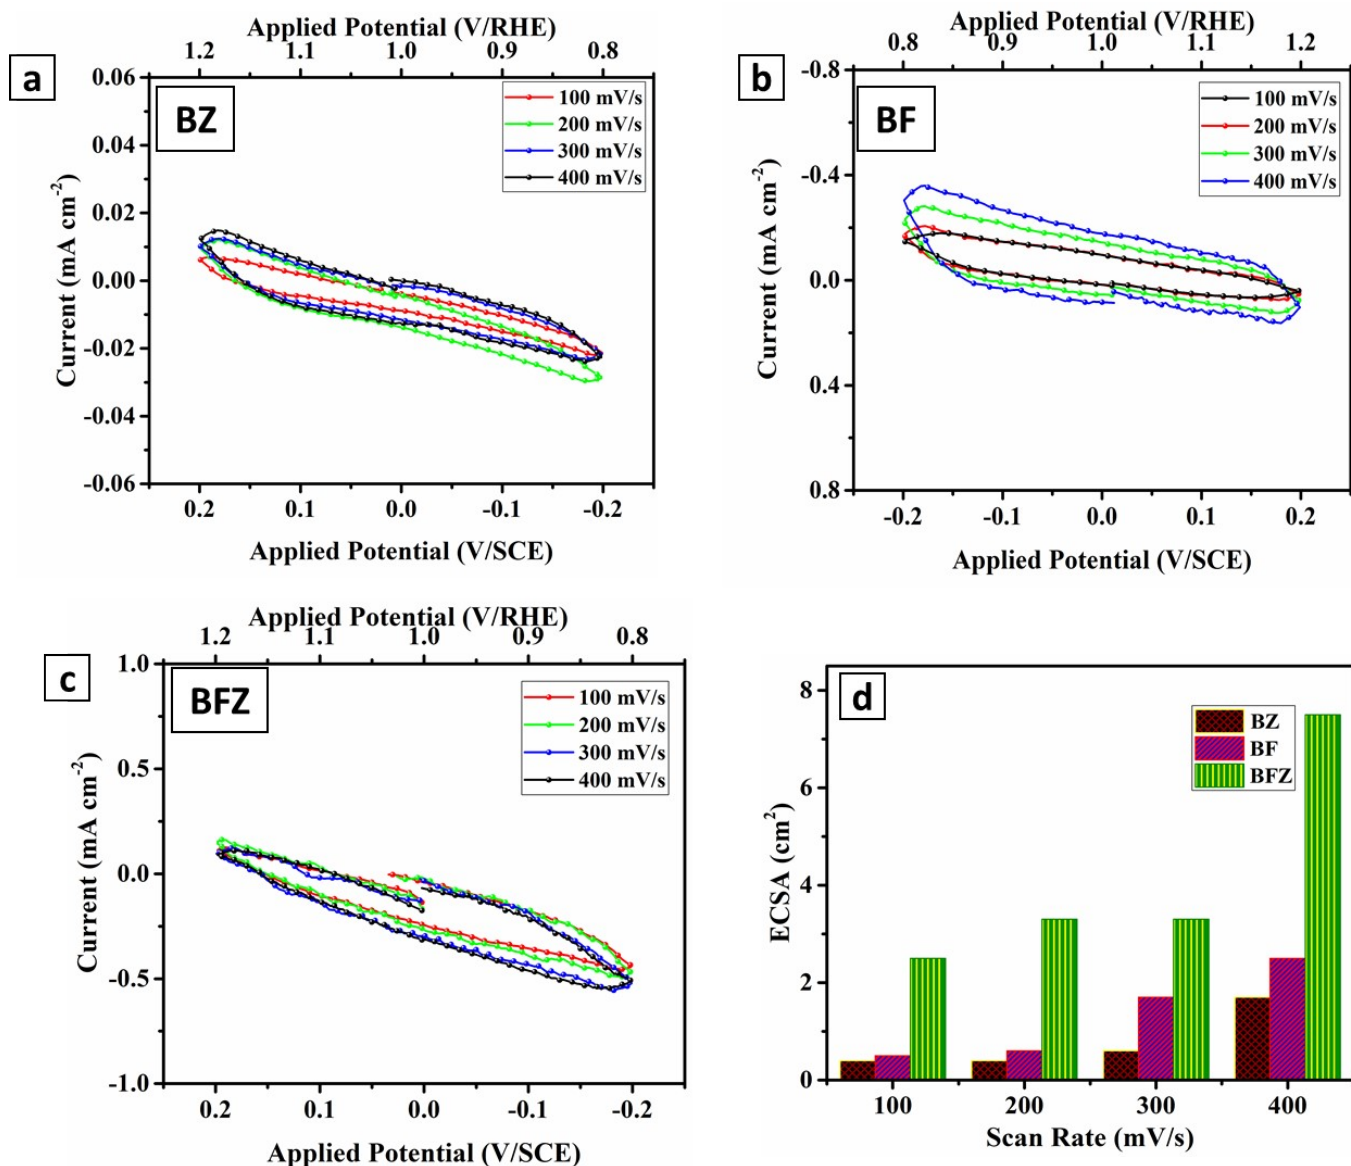 Applied Potential (V/RHE)
1.2 1.1 1.0 0.9 0.8
a
BZ
100 mV/s
200 mV/s
300 mV/s
400 mV/s
0.06
0.04
0.02
0.00
-0.02
-0.04
-0.06
Current (mA cm-2)
0.2 0.1 0.0 -0.1 -0.2
Applied Potential (V/SCE)
Applied Potential (V/RHE)
0.8 0.9 1.0 1.1 1.2
b
BF
100 mV/s
200 mV/s
300 mV/s
400 mV/s
-0.8
-0.4
0.0
0.4
0.8
Current (mA cm-2)
-0.2 -0.1 0.0 0.1 0.2
Applied Potential (V/SCE)
Applied Potential (V/RHE)
1.2 1.1 1.0 0.9 0.8
c
BFZ
100 mV/s
200 mV/s
300 mV/s
400 mV/s
1.0
0.5
0.0
-0.5
-1.0
Current (mA cm-2)
0.2 0.1 0.0 -0.1 -0.2
Applied Potential (V/SCE)
d
BZ
BF
BFZ
8
6
4
2
0
ECSA (cm2)
100 200 300 400
Scan Rate (mV/s)